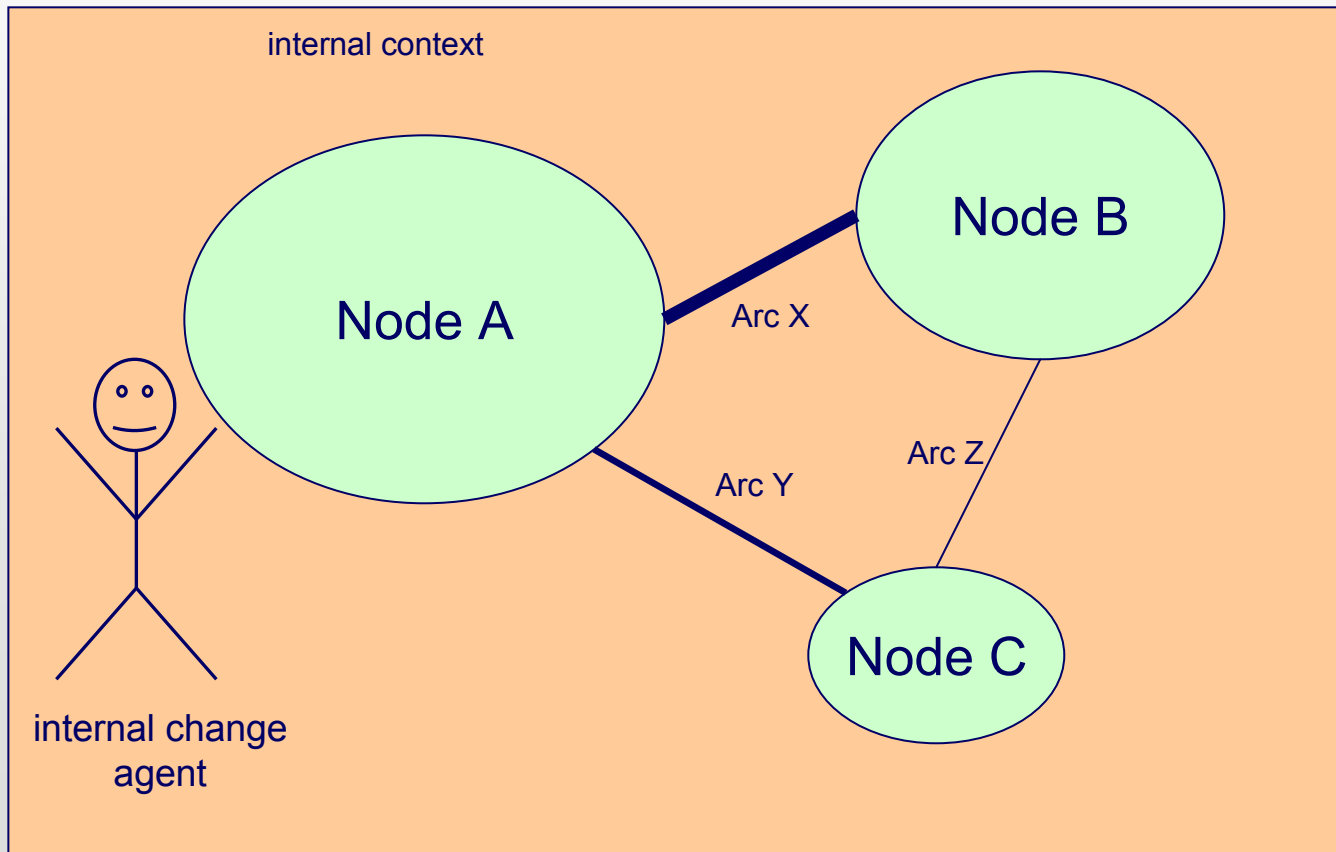 internal context
Node B
Node A
Arc X
Arc Z
Arc Y
Node C
internal change
agent